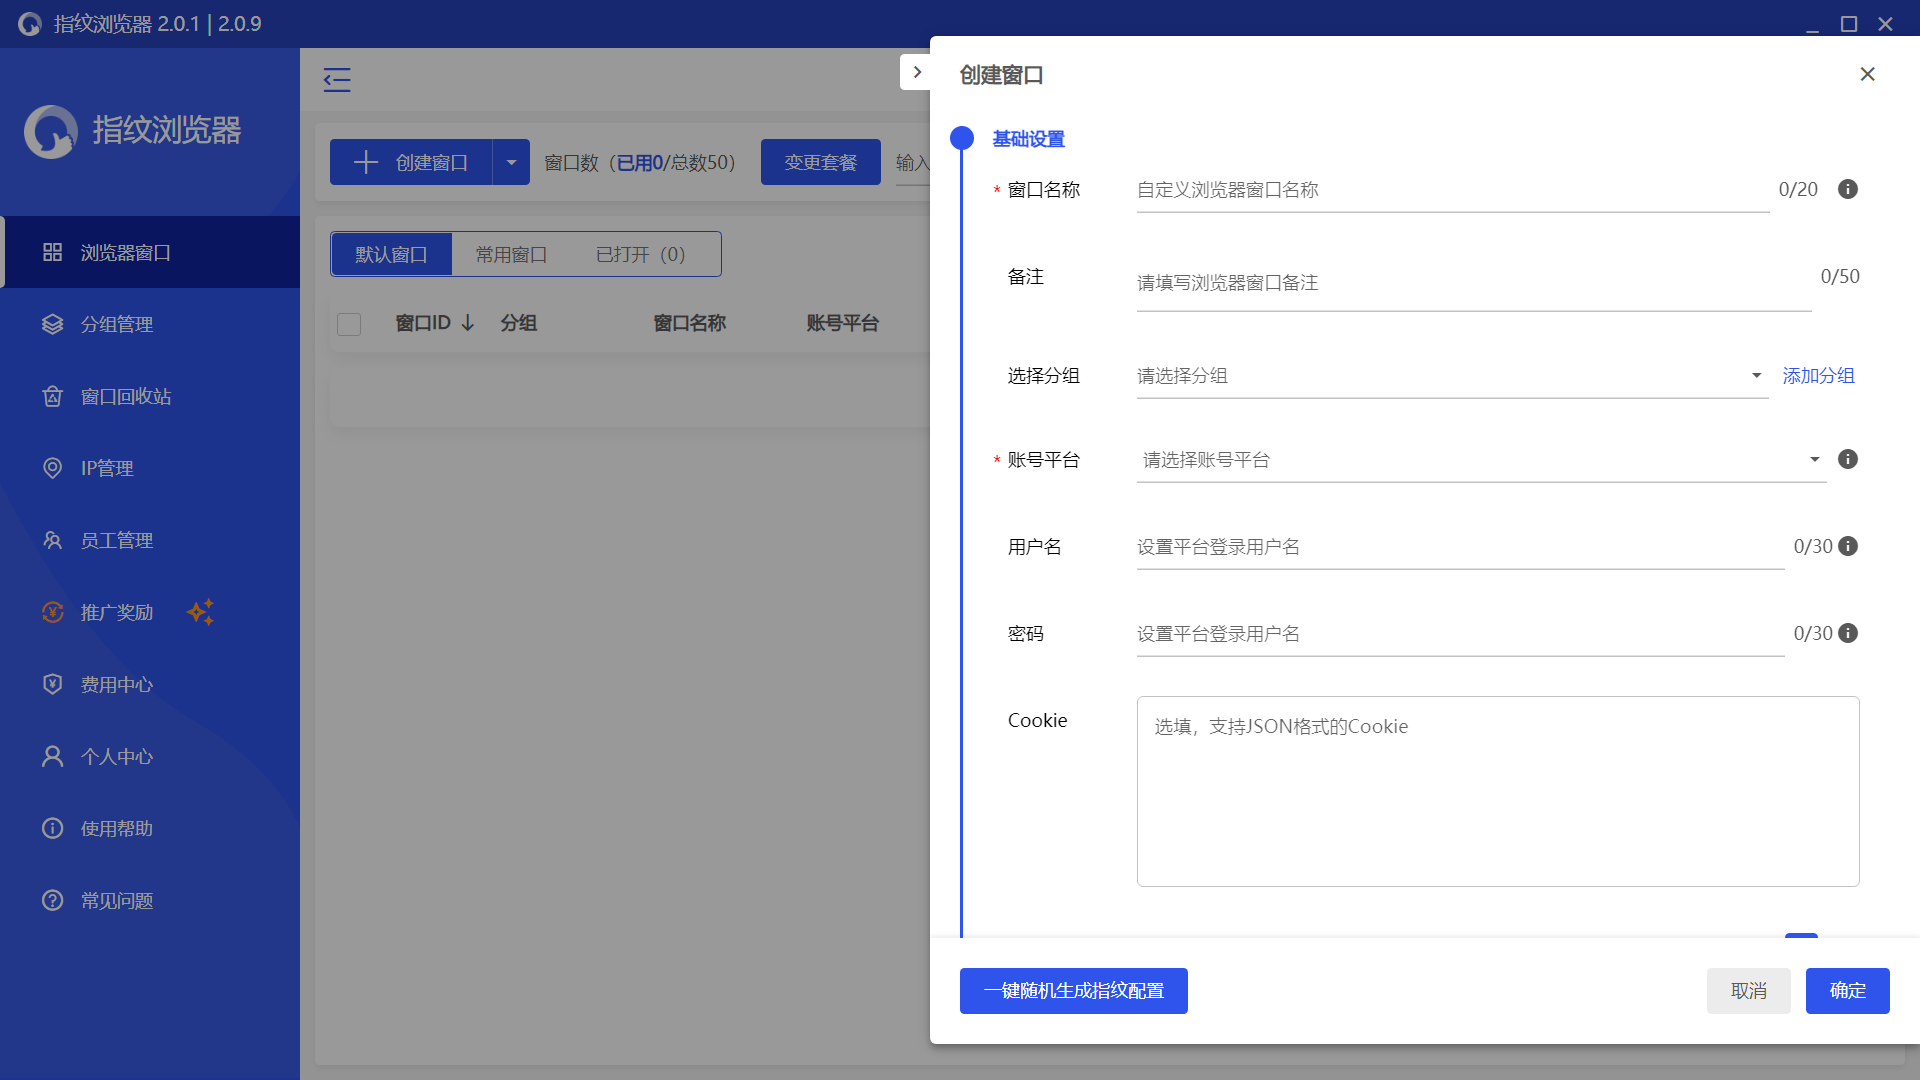 指纹浏览器 2.0.1 | 2.0.9
指纹浏览器
浏览器窗口
分组管理
窗口回收站
IP管理
员工管理
推广奖励
费用中心
个人中心
使用帮助
常见问题
创建窗口
窗口数（已用0/总数50）
变更套餐
输入
默认窗口
常用窗口
已打开（0）
窗口ID
分组
窗口名称
账号平台
创建窗口
基础设置
* 窗口名称
自定义浏览器窗口名称
0/20
备注
请填写浏览器窗口备注
0/50
选择分组
请选择分组
添加分组
* 账号平台
请选择账号平台
用户名
设置平台登录用户名
0/30
密码
设置平台登录用户名
0/30
Cookie
选填，支持JSON格式的Cookie
一键随机生成指纹配置
取消
确定